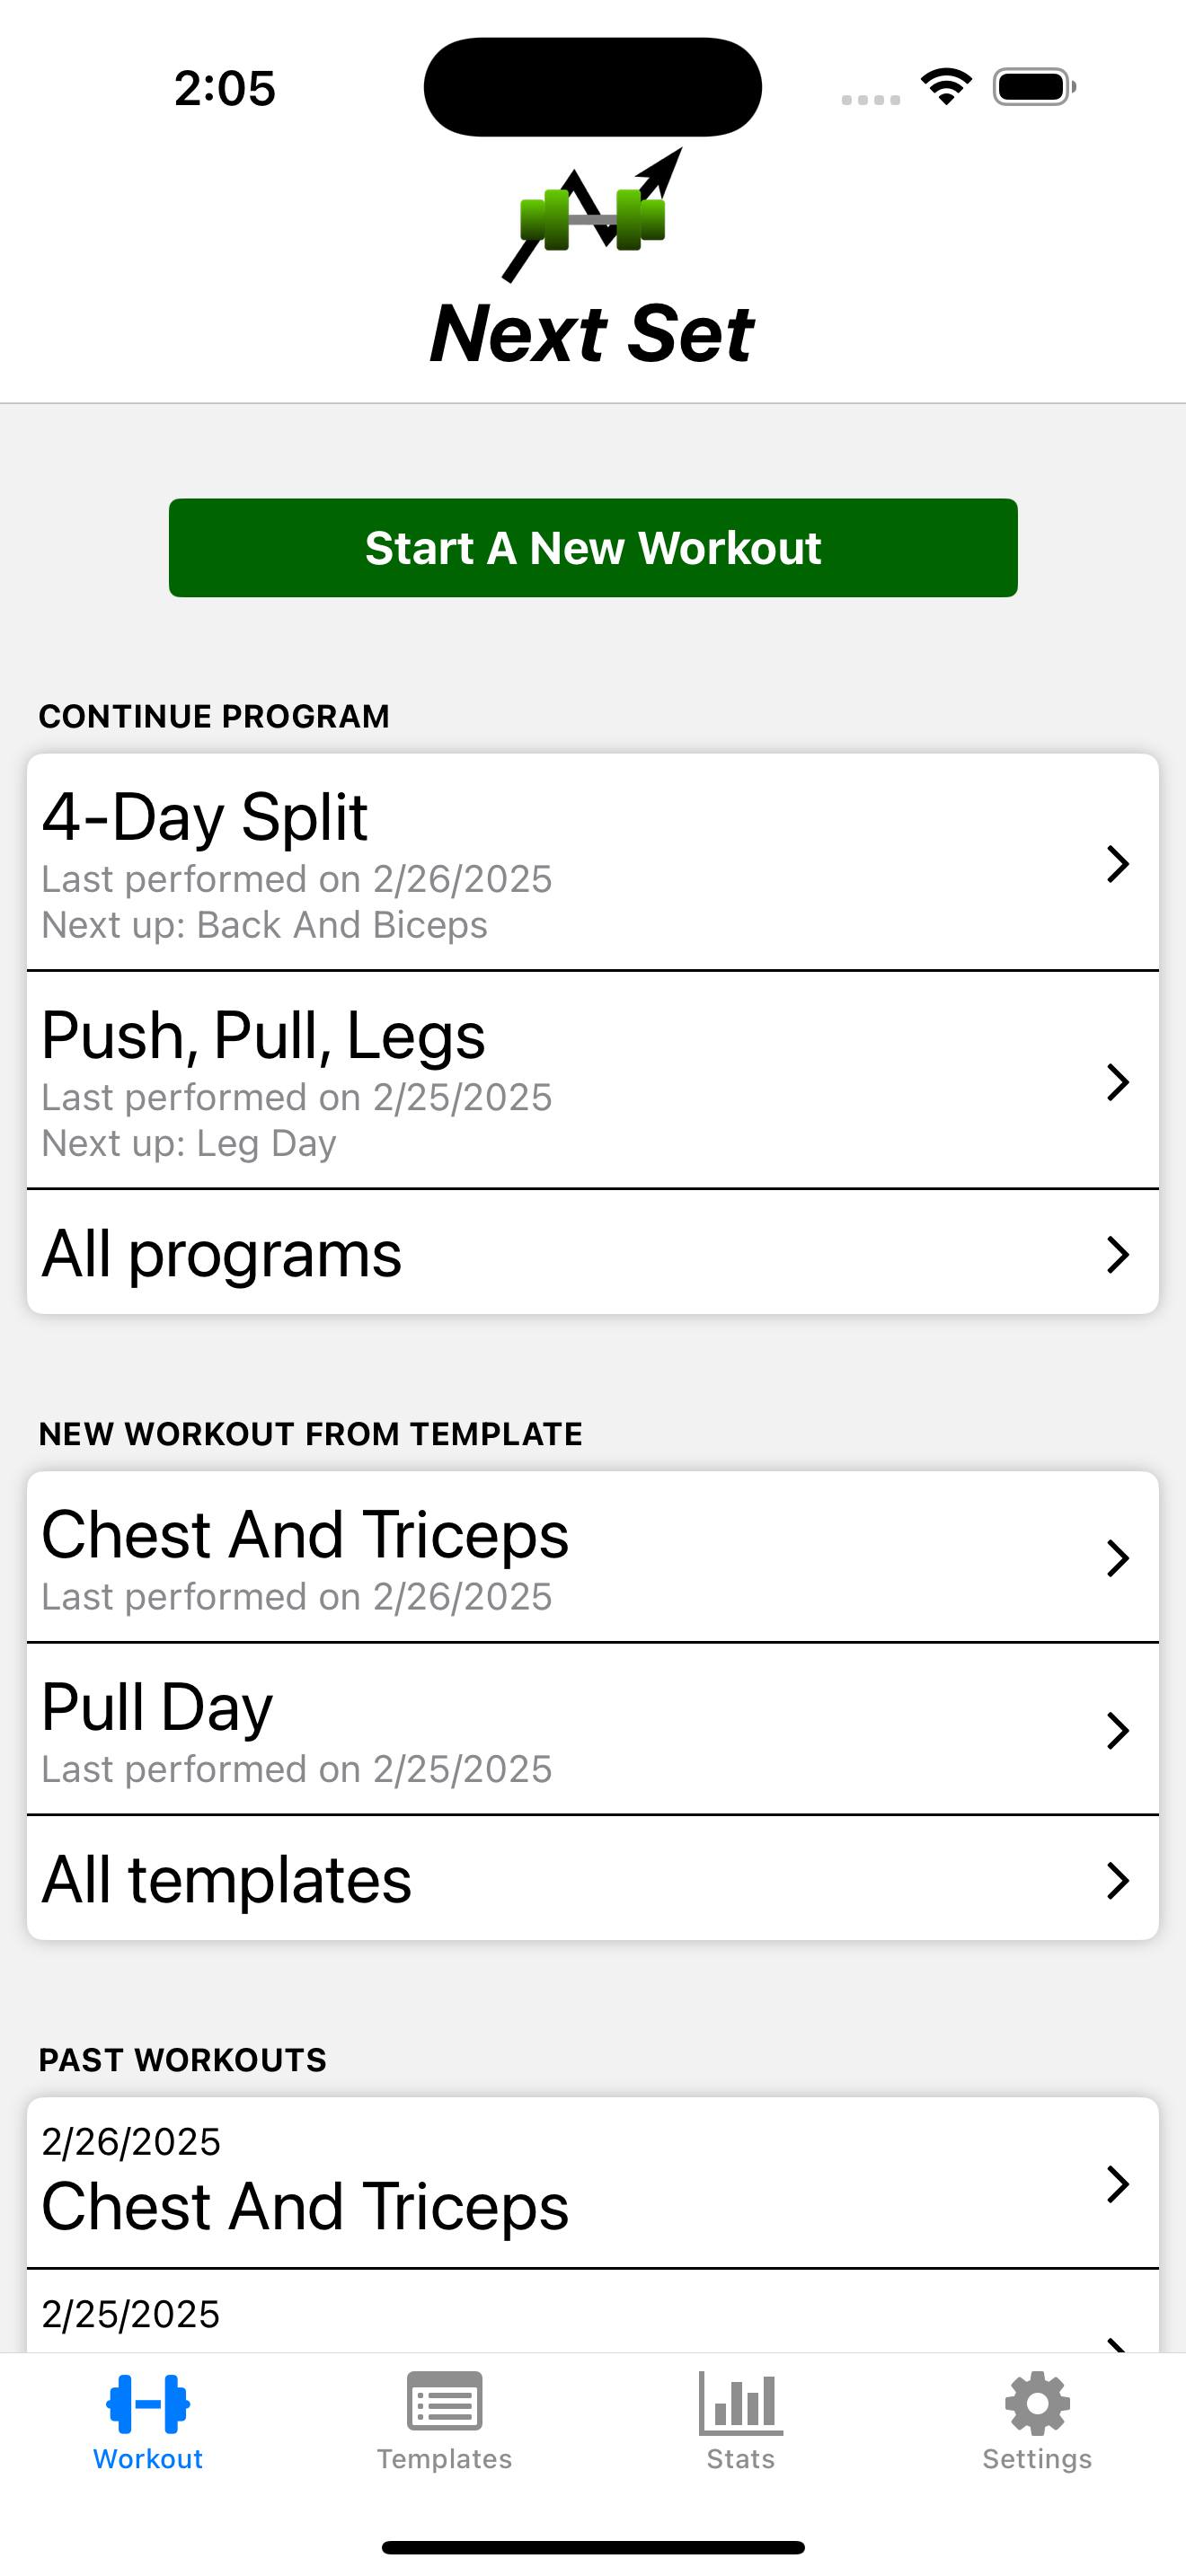 2:05
Next Set
Start A New Workout
CONTINUE PROGRAM
4-Day Split
Last performed on 2/26/2025
Next up: Back And Biceps
Push, Pull, Legs
Last performed on 2/25/2025
Next up: Leg Day
All programs
NEW WORKOUT FROM TEMPLATE
Chest And Triceps
Last performed on 2/26/2025
Pull Day
Last performed on 2/25/2025
All templates
PAST WORKOUTS
2/26/2025
Chest And Triceps
2/25/2025
Workout
Templates
Stats
Settings